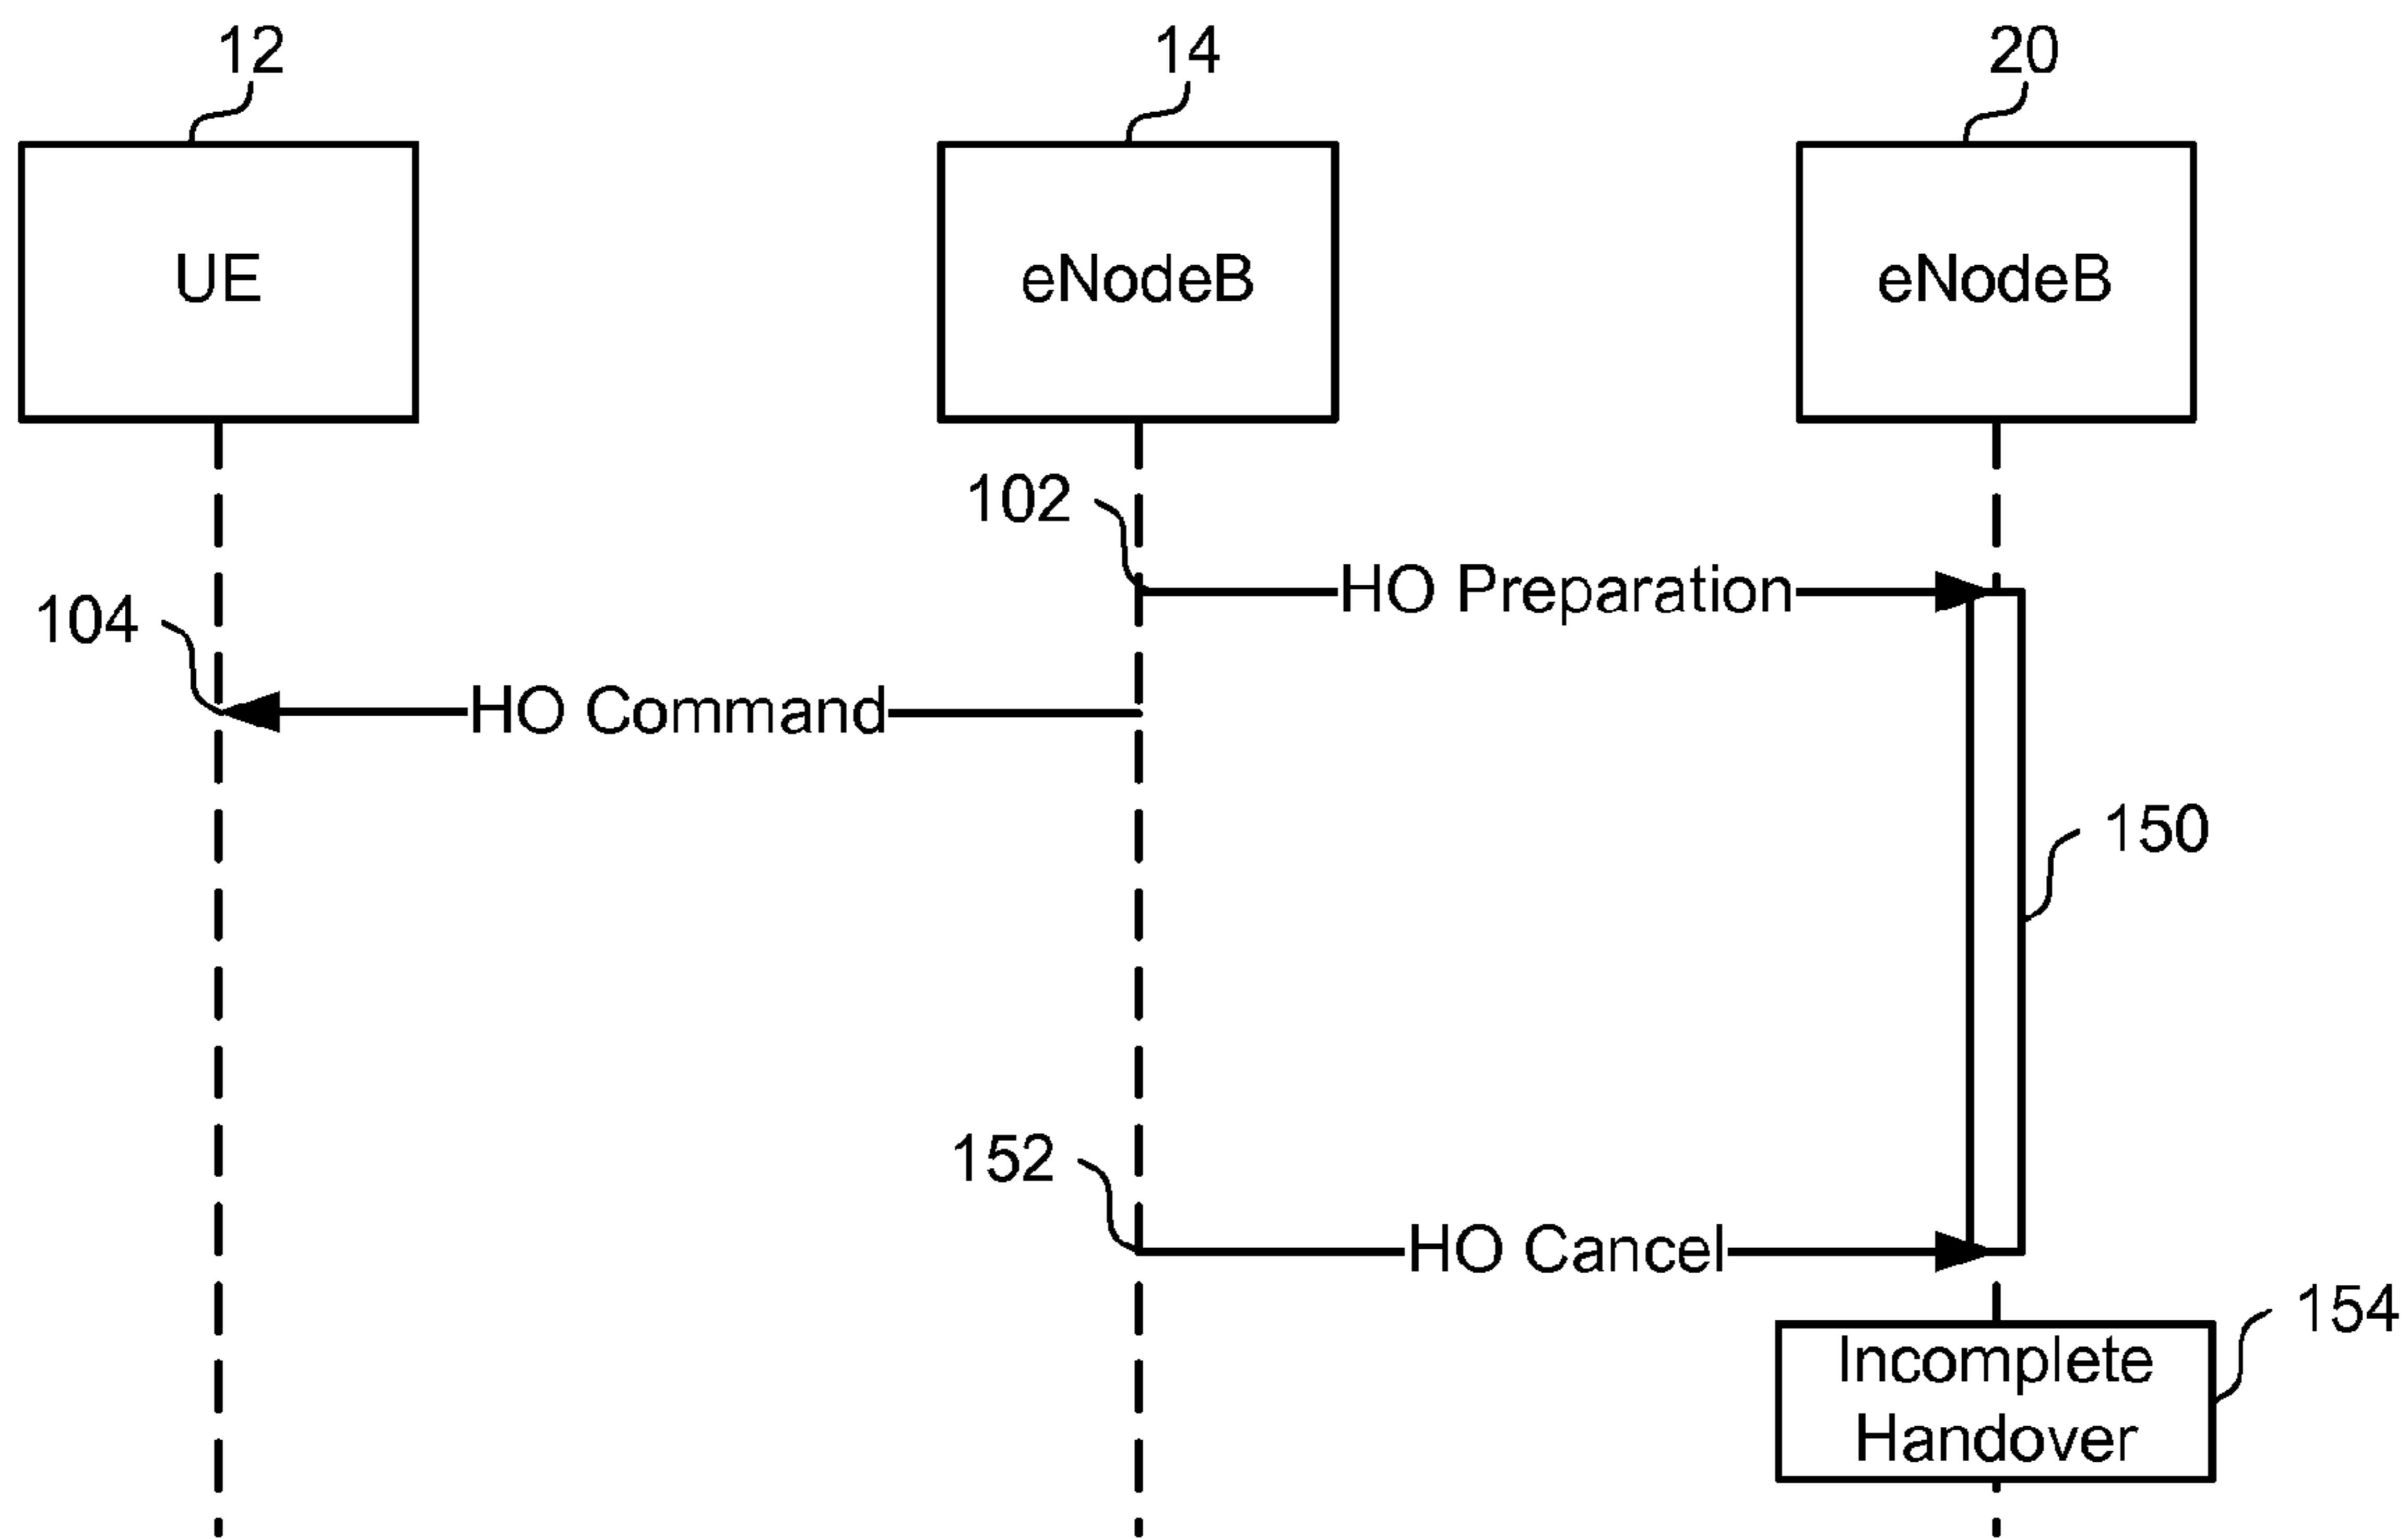 12
14
20
UE
eNodeB
eNodeB
102
HO Preparation
104
HO Command
150
152
HO Cancel
154
Incomplete
Handover